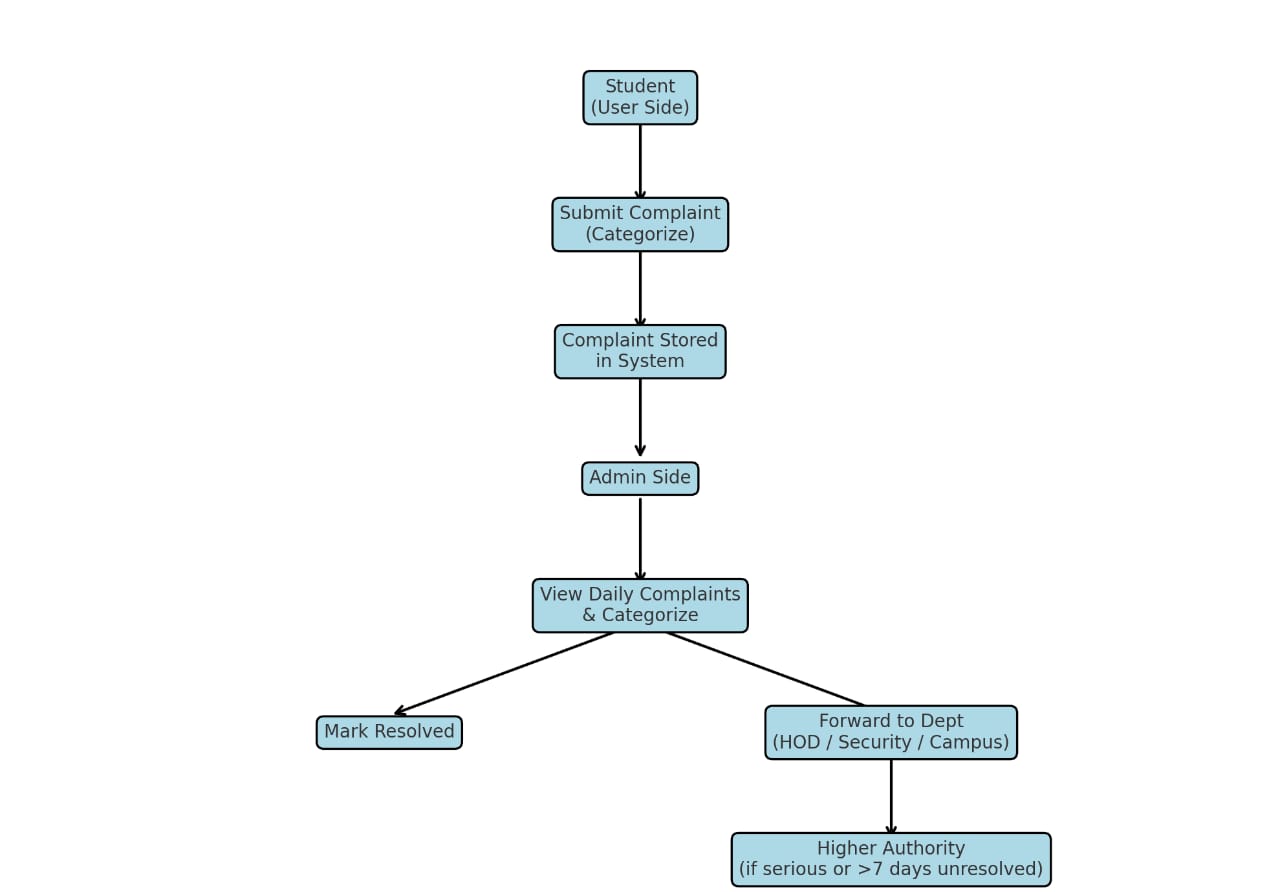 Student
(User Side)
Submit Complaint
(Categorize)
Complaint Stored
in System
Admin Side
View Daily Complaints
& Categorize
Mark Resolved
Forward to Dept
(HOD / Security / Campus)
Higher Authority
(if serious or >7 days unresolved)